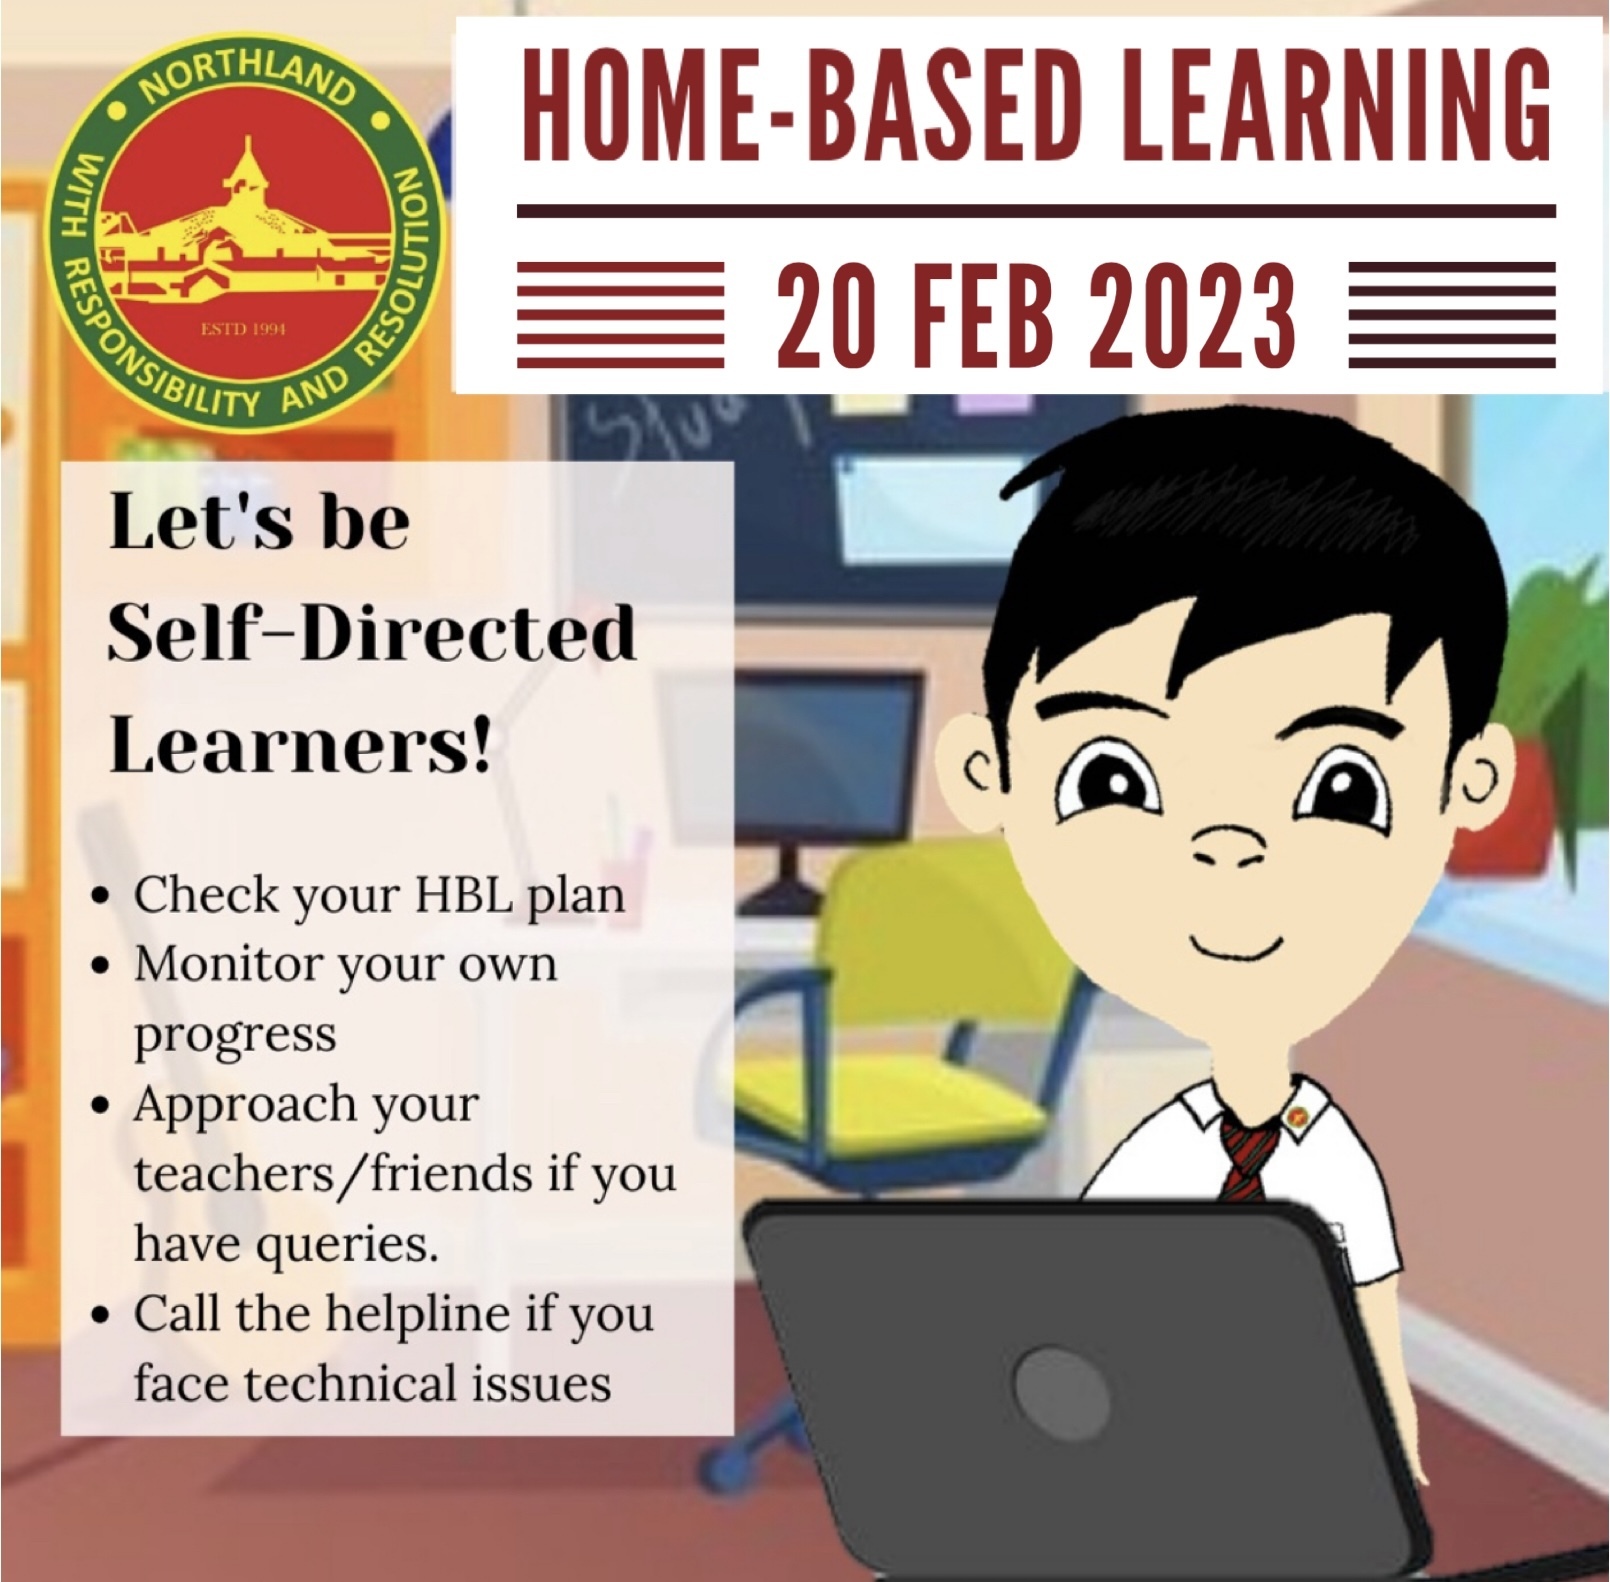 NORTHLAND
WITH RESPONSIBILITY AND RESOLUTION
ESTD 1994
HOME-BASED LEARNING
20 FEB 2023
Study
Let's be
Self-Directed
Learners!
• Check your HBL plan
• Monitor your own
progress
• Approach your
teachers/friends if you
have queries.
• Call the helpline if you
face technical issues